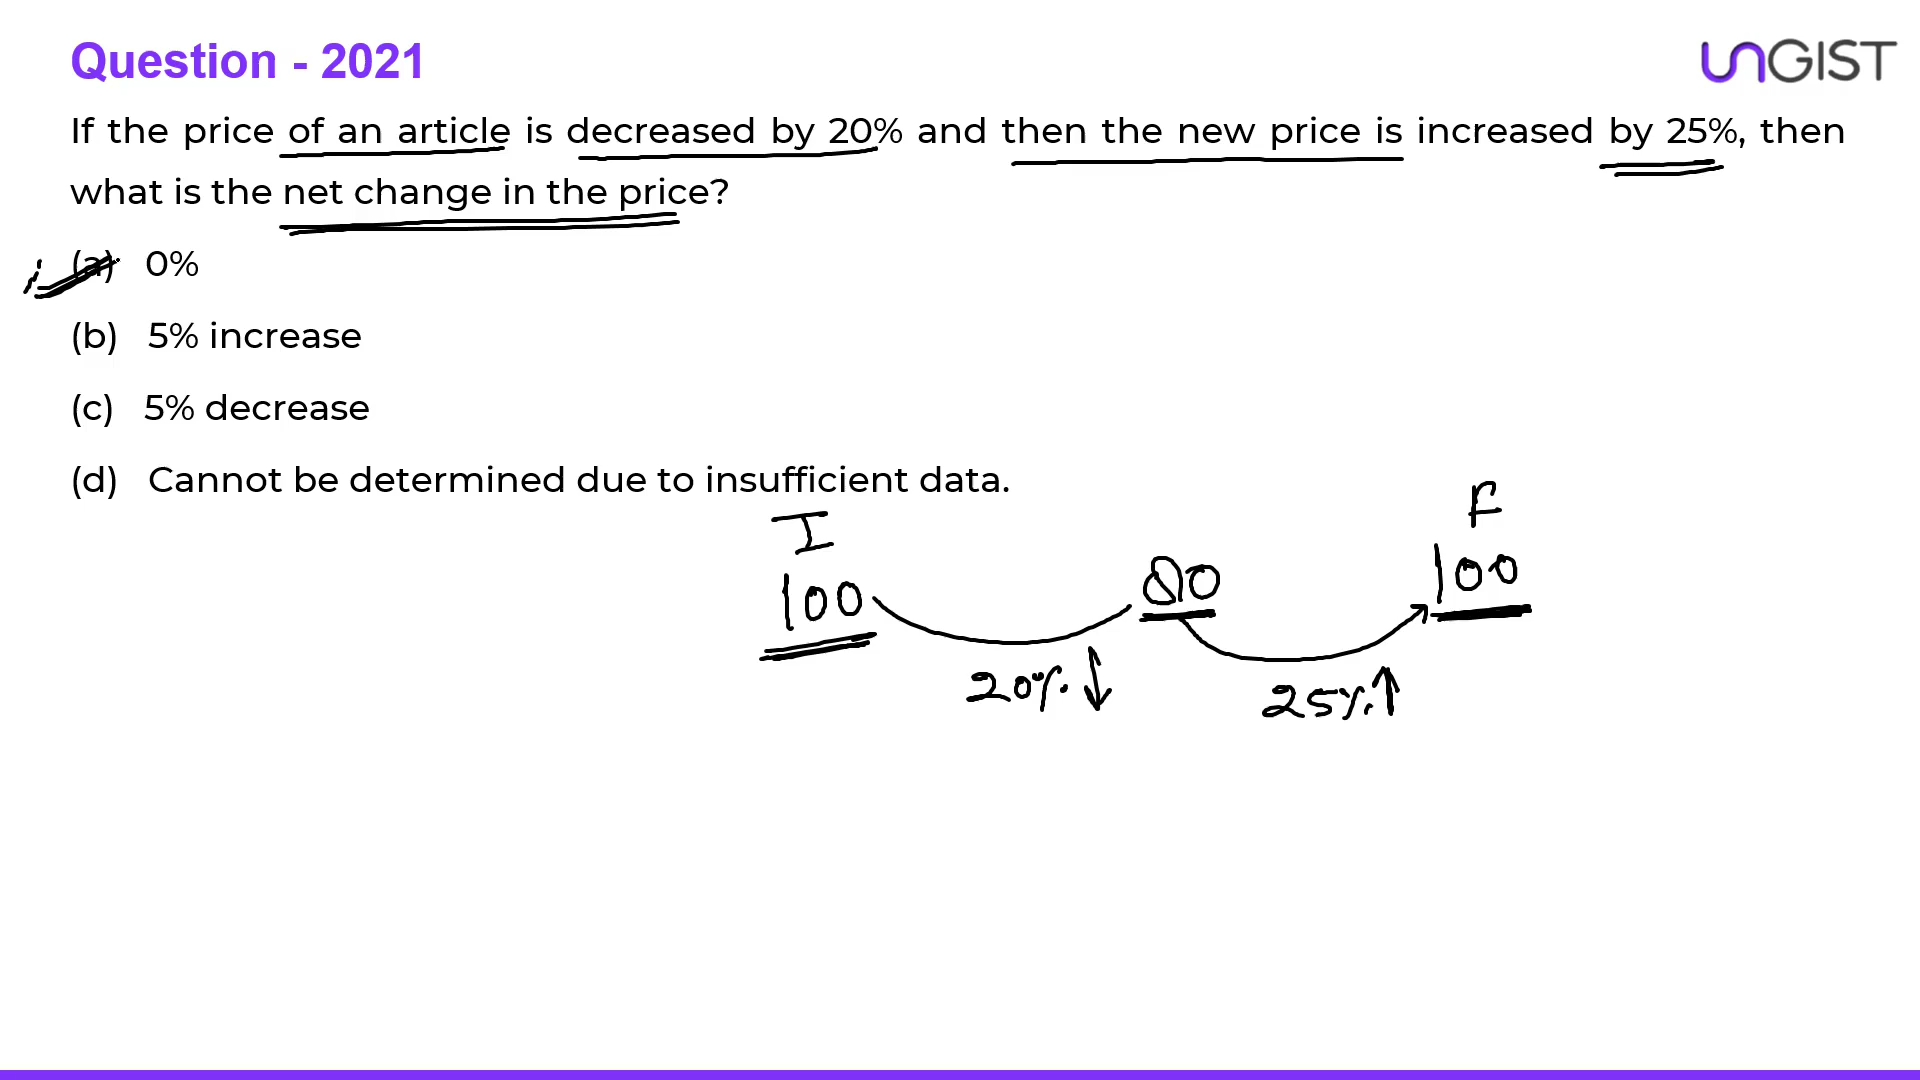 Question - 2021
UNGIST
If the price of an article is decreased by 20% and then the new price is increased by 25%, then
what is the net change in the price?
(a) 0%
(b) 5% increase
(c) 5% decrease
(d) Cannot be determined due to insufficient data.
I F
100 80 100
20% ↓ 25% ↑